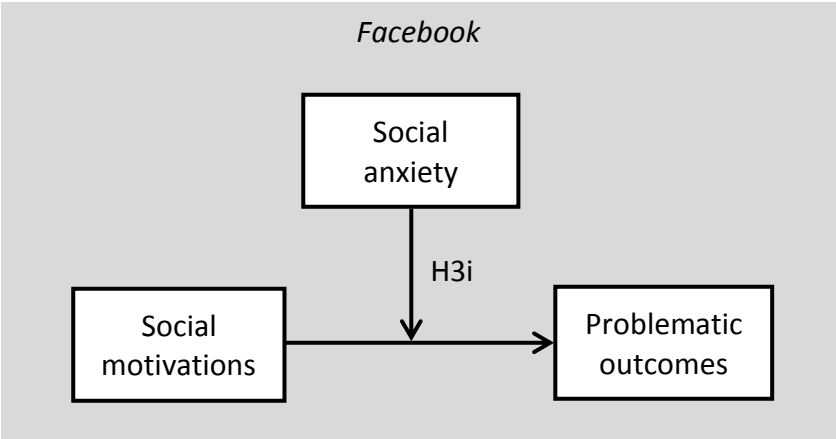 Facebook
Social
anxiety
H3i
Social
motivations
Problematic
outcomes